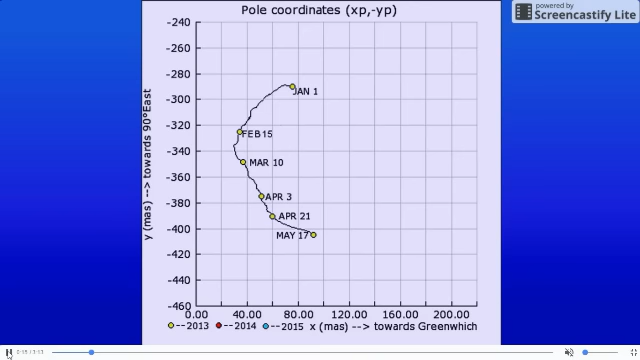 Pole coordinates (xp,-yp)
powered by
Screencastify Lite
-240
-260
-280
-300
-320
-340
-360
-380
-400
-420
-440
-460
y (mas) --> towards 90°East
JAN 1
FEB15
MAR 10
APR 3
APR 21
MAY 17
0.00 40.00 80.00 120.00 160.00 200.00
--2013 --2014 --2015 x (mas) --> towards Greenwhich